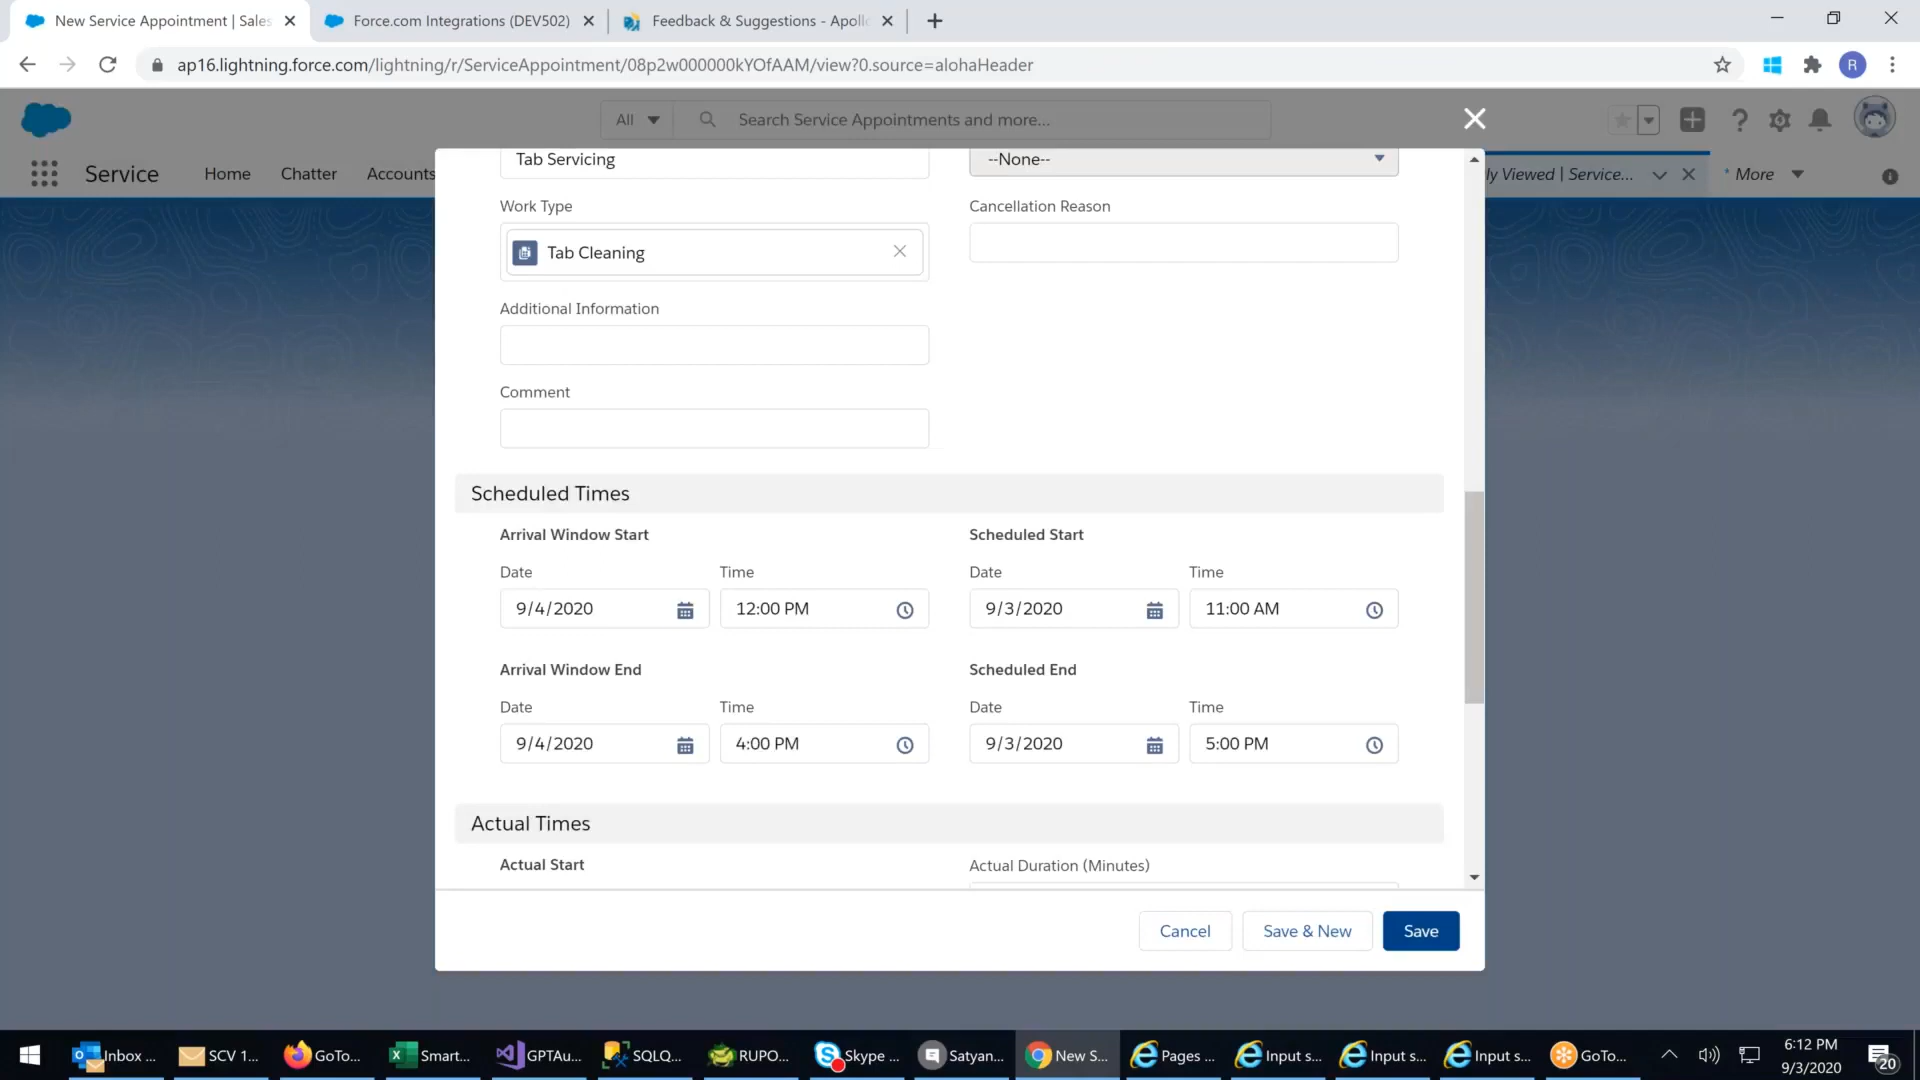 New Service Appointment | Sales
Force.com Integrations (DEV502)
Feedback & Suggestions - Apoll
ap16.lightning.force.com/lightning/r/ServiceAppointment/08p2w000000kYOfAAM/view?0.source=alohaHeader
R
All
Search Service Appointments and more...
Service
Home
Chatter
Accounts
ly Viewed | Service...
* More
Tab Servicing
--None--
Work Type
Cancellation Reason
Tab Cleaning
Additional Information
Comment
Scheduled Times
Arrival Window Start
Scheduled Start
Date
Time
Date
Time
9/4/2020
12:00 PM
9/3/2020
11:00 AM
Arrival Window End
Scheduled End
Date
Time
Date
Time
9/4/2020
4:00 PM
9/3/2020
5:00 PM
Actual Times
Actual Start
Actual Duration (Minutes)
Cancel
Save & New
Save
Inbox ...
SCV 1...
GoTo...
Smart...
GPTAu...
SQLQ...
RUPO...
Skype ...
Satyan...
New S...
Pages ...
Input s...
Input s...
Input s...
GoTo...
6:12 PM
9/3/2020
20